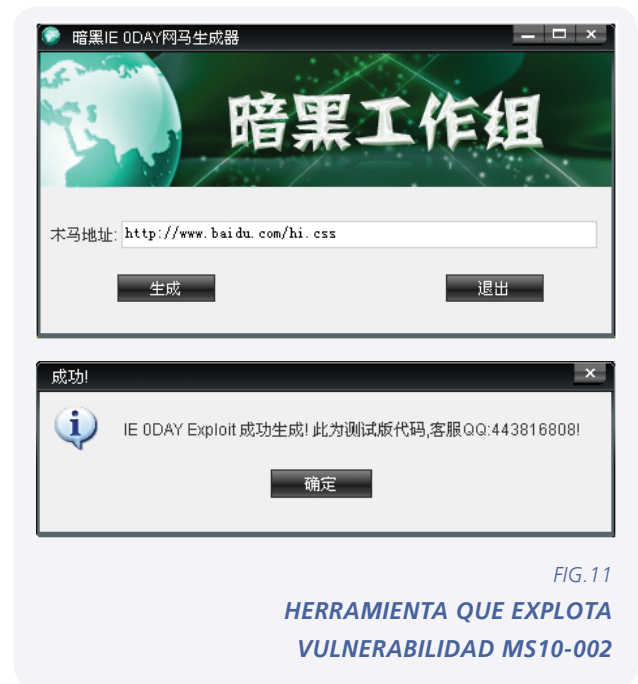 暗黑IE 0DAY网马生成器
暗黑工作组
木马地址: http://www.baidu.com/hi.css
生成 退出
成功!
IE 0DAY Exploit 成功生成! 此为测试版代码,客服QQ:443816808!
确定
FIG.11
HERRAMIENTA QUE EXPLOTA
VULNERABILIDAD MS10-002